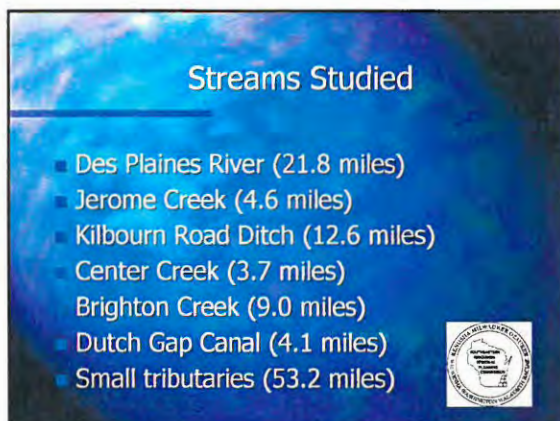 Streams Studied
Des Plaines River (21.8 miles)
Jerome Creek (4.6 miles)
Kilbourn Road Ditch (12.6 miles)
Center Creek (3.7 miles)
Brighton Creek (9.0 miles)
Dutch Gap Canal (4.1 miles)
Small tributaries (53.2 miles)